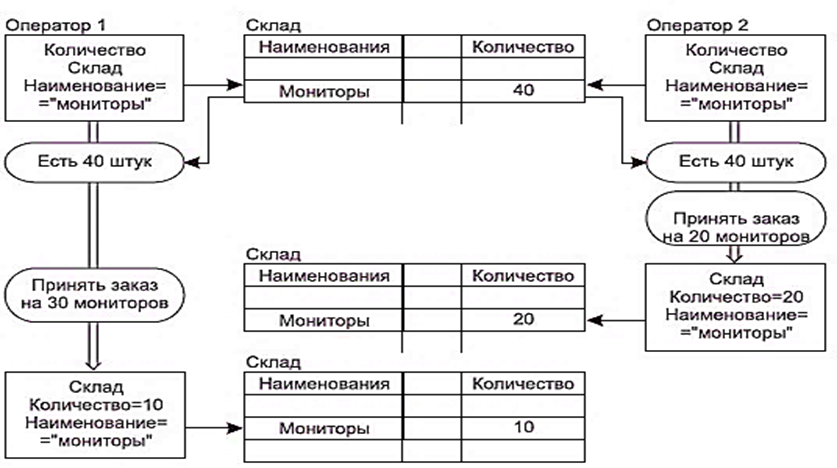 Оператор 1
Количество
Склад
Наименование=
="мониторы"
Есть 40 штук
Принять заказ
на 30 мониторов
Склад
Количество=10
Наименование=
="мониторы"
Склад
Наименования Количество
Мониторы 40
Склад
Наименования Количество
Мониторы 20
Склад
Наименования Количество
Мониторы 10
Оператор 2
Количество
Склад
Наименование=
="мониторы"
Есть 40 штук
Принять заказ
на 20 мониторов
Склад
Количество=20
Наименование=
="мониторы"